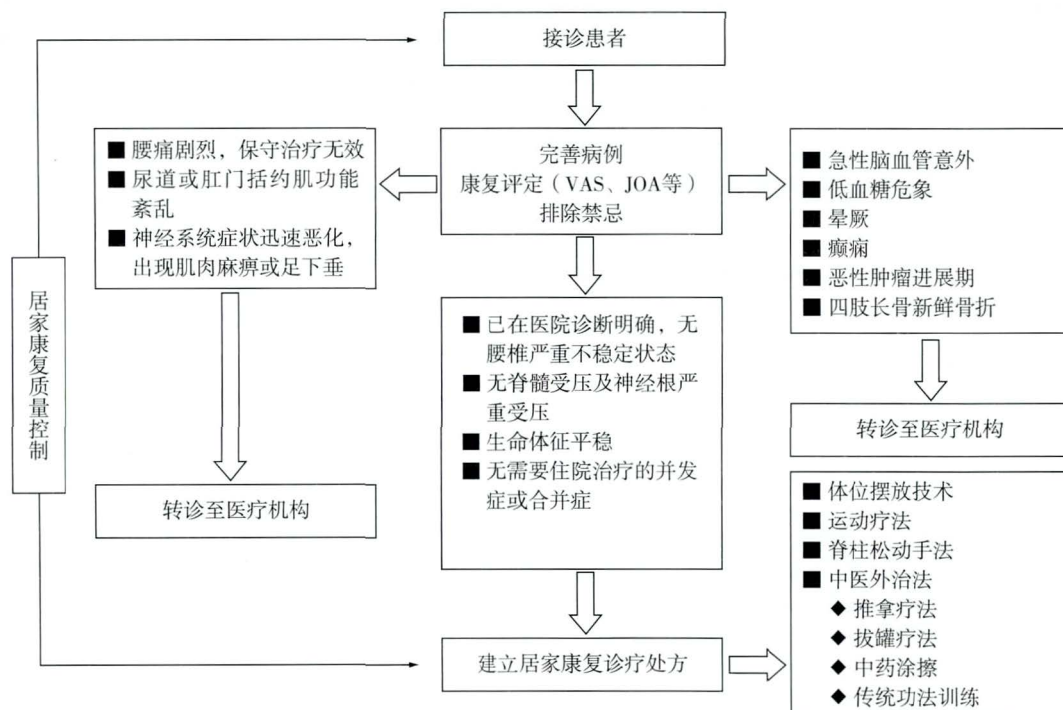 接诊患者
■ 腰痛剧烈，保守治疗无效
■ 尿道或肛门括约肌功能
紊乱
■ 神经系统症状迅速恶化，
出现肌肉麻痹或足下垂
完善病例
康复评定（VAS、JOA等）
排除禁忌
■ 急性脑血管意外
■ 低血糖危象
■ 晕厥
■ 癫痫
■ 恶性肿瘤进展期
■ 四肢长骨新鲜骨折
居家康复质量控制
■ 已在医院诊断明确，无
腰椎严重不稳定状态
■ 无脊髓受压及神经根严
重受压
■ 生命体征平稳
■ 无需要住院治疗的并发
症或合并症
转诊至医疗机构
转诊至医疗机构
■ 体位摆放技术
■ 运动疗法
■ 脊柱松动手法
■ 中医外治法
◆ 推拿疗法
◆ 拔罐疗法
◆ 中药涂擦
◆ 传统功法训练
建立居家康复诊疗处方